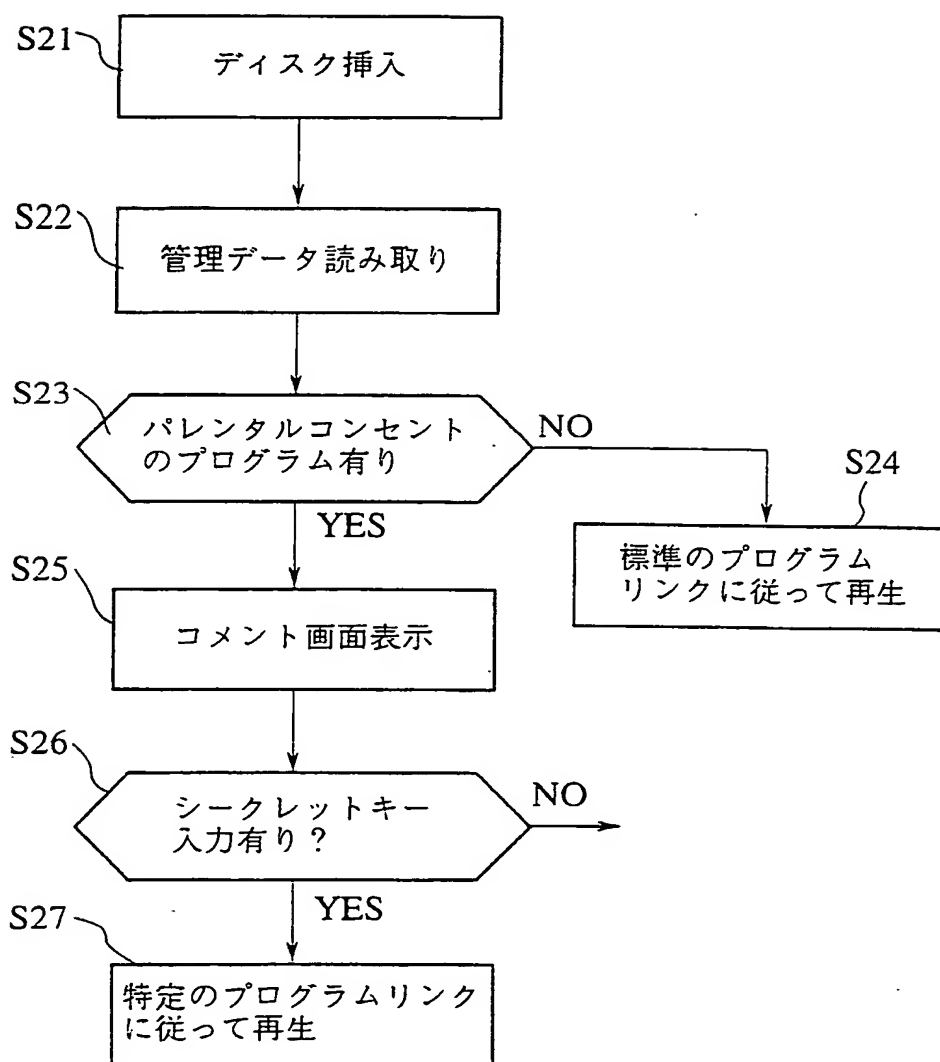 S21
ディスク挿入
S22
管理データ読み取り
S23
パレンタルコンセント
のプログラム有り
NO
YES
S24
標準のプログラム
リンクに従って再生
S25
コメント画面表示
S26
シークレットキー
入力有り?
NO
YES
S27
特定のプログラムリンク
に従って再生